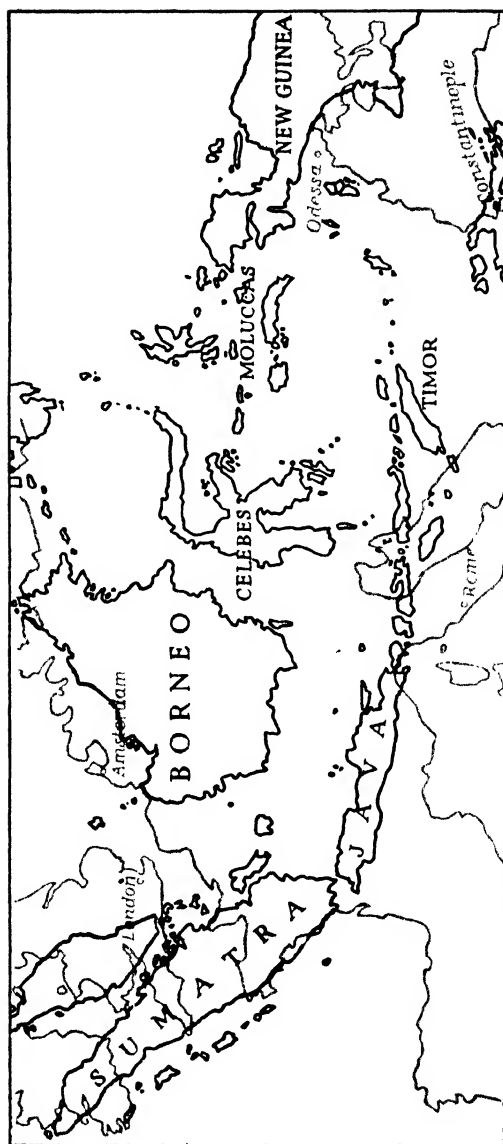 SUMATRA
London
JAVA
BORNEO
Amsterdam
CELEBES
MOLUCCAS
TIMOR
Rome
NEW GUINEA
Odessa
Constantinople